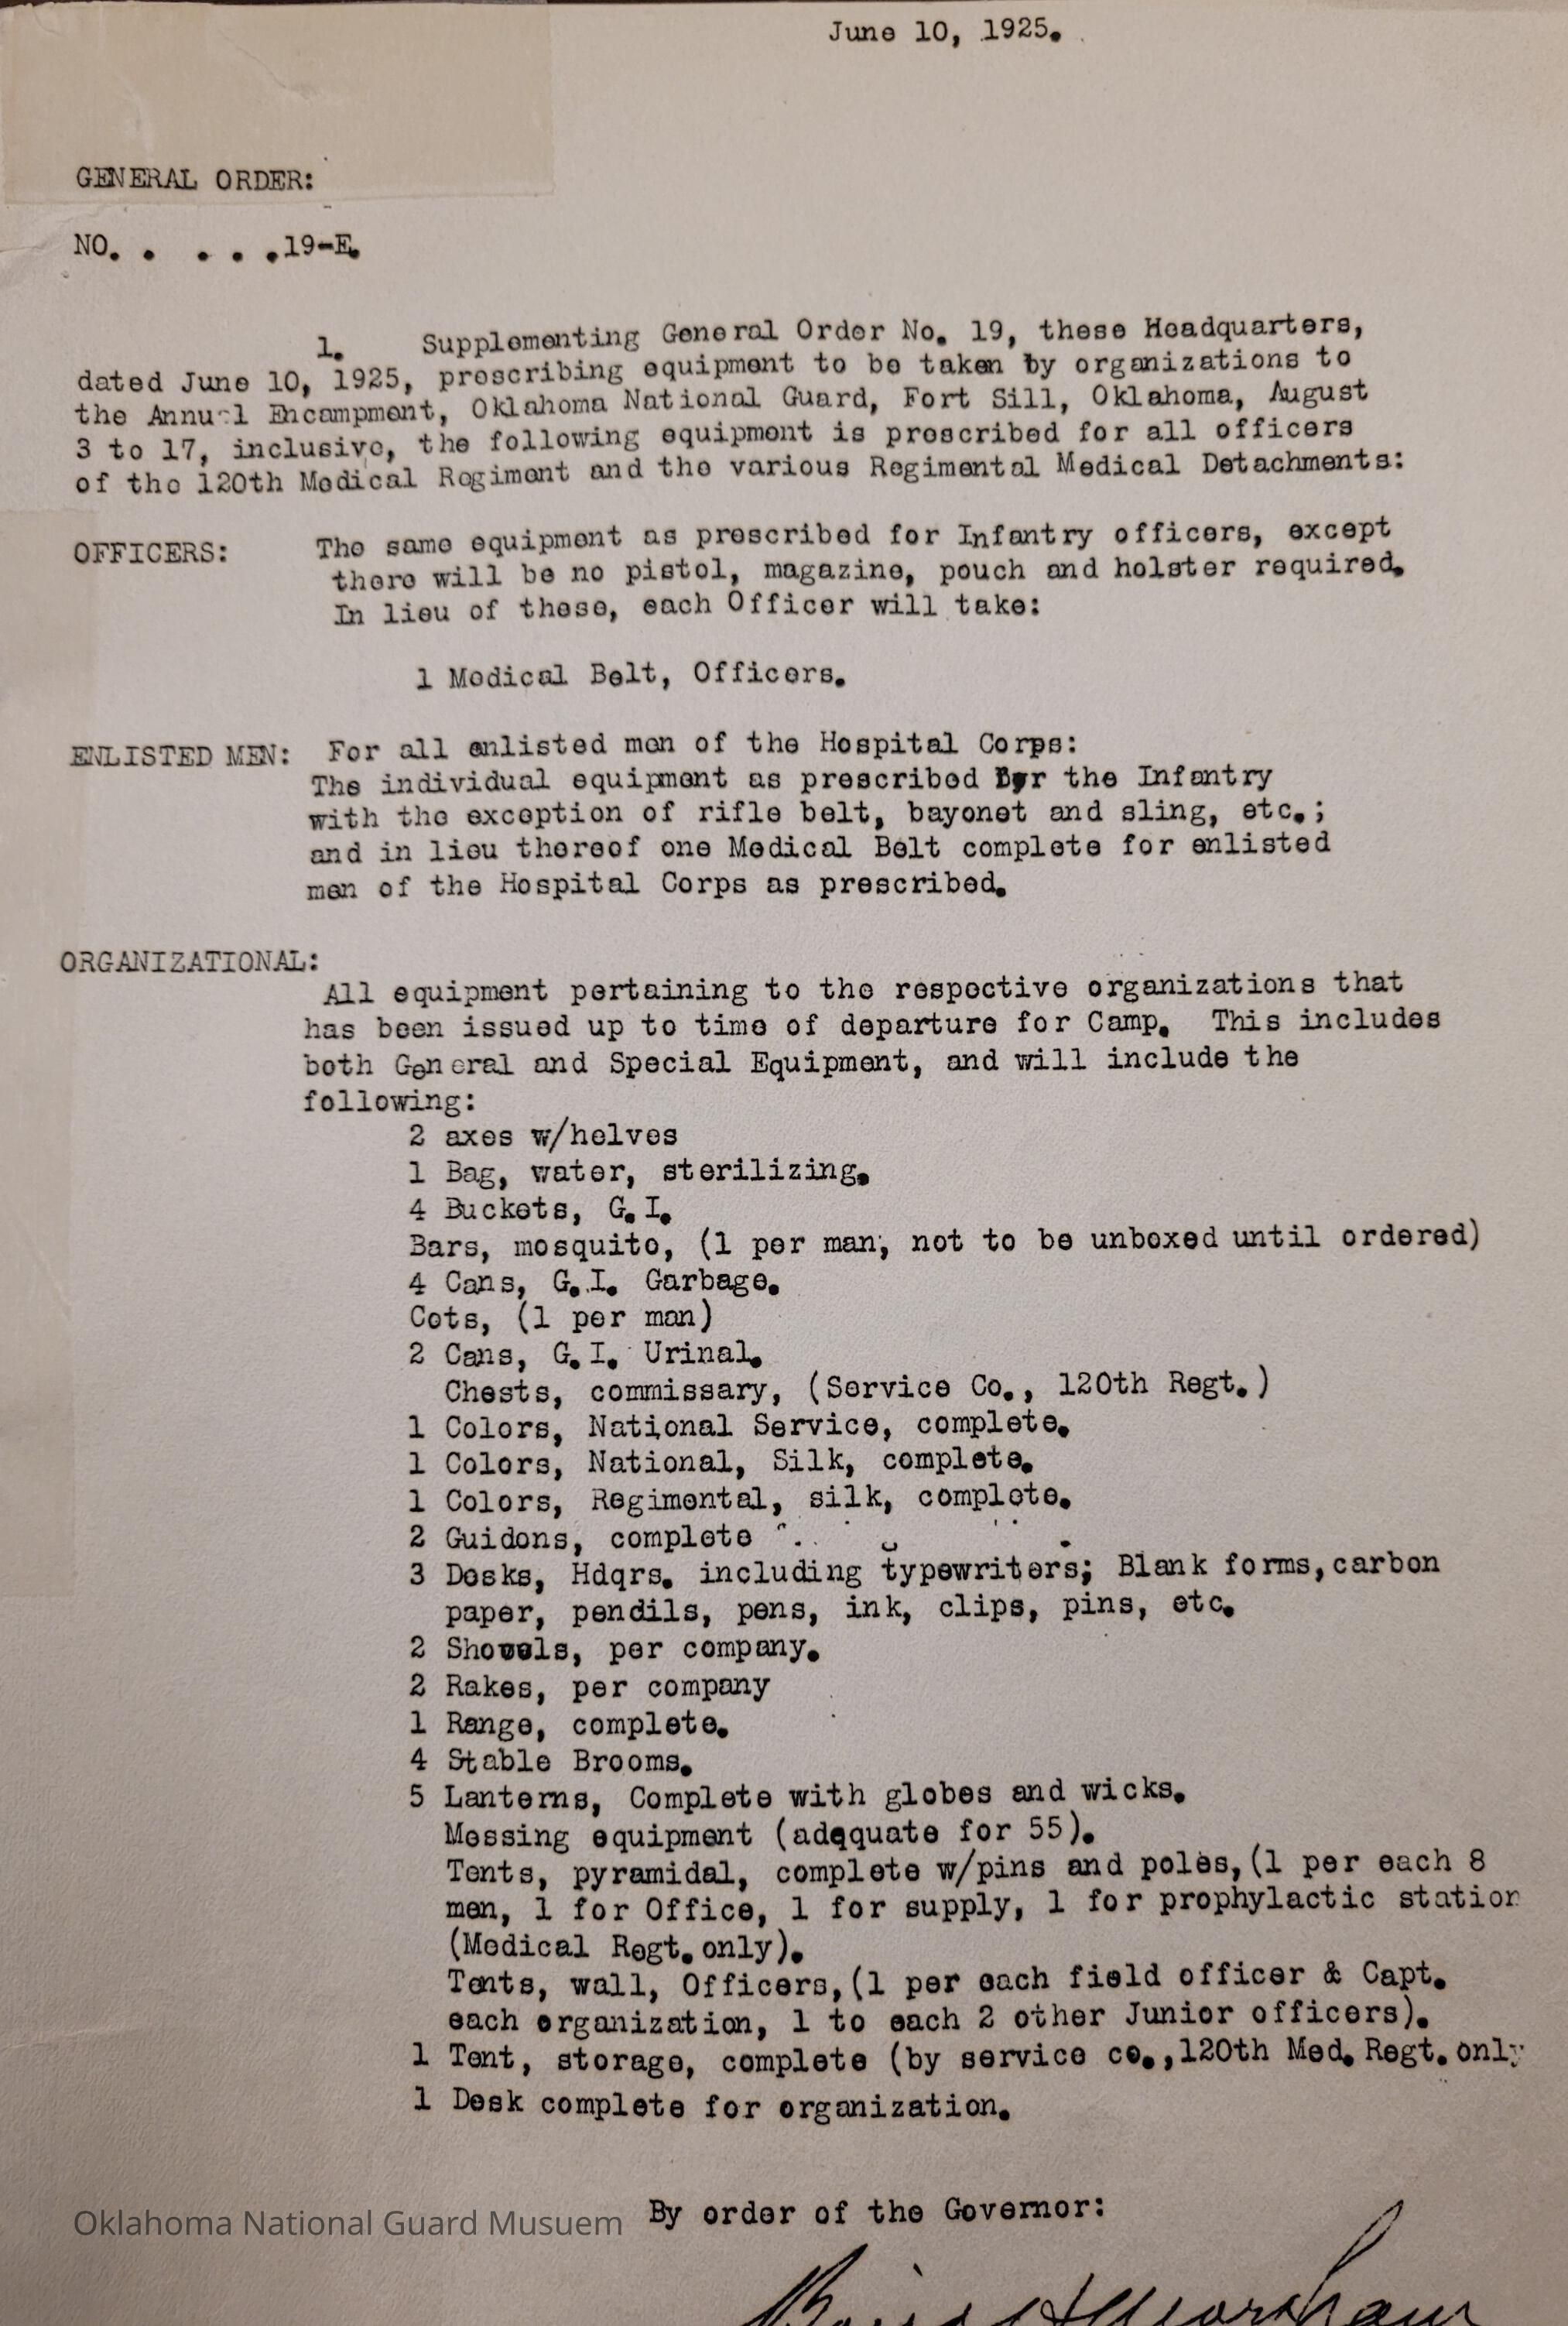 June 10, 1925.
GENERAL ORDER:
NO. . . . .19-E.
1. Supplementing General Order No. 19, these Headquarters,
dated June 10, 1925, prescribing equipment to be taken by organizations to
the Annual Encampment, Oklahoma National Guard, Fort Sill, Oklahoma, August
3 to 17, inclusive, the following equipment is prescribed for all officers
of the 120th Medical Regiment and the various Regimental Medical Detachments:
OFFICERS: The same equipment as prescribed for Infantry officers, except
there will be no pistol, magazine, pouch and holster required.
In lieu of these, each Officer will take:
1 Medical Belt, Officers.
ENLISTED MEN: For all enlisted men of the Hospital Corps:
The individual equipment as prescribed the Infantry
with the exception of rifle belt, bayonet and sling, etc.;
and in lieu thereof one Medical Belt complete for enlisted
men of the Hospital Corps as prescribed.
ORGANIZATIONAL:
All equipment pertaining to the respective organizations that
has been issued up to time of departure for Camp. This includes
both General and Special Equipment, and will include the
following:
2 axes w/helves
1 Bag, water, sterilizing.
4 Buckets, G.I.
Bars, mosquito, (1 per man, not to be unboxed until ordered)
4 Cans, G.I. Garbage.
Cots, (1 per man)
2 Cans, G.I. Urinal.
Chests, commissary, (Service Co., 120th Regt.)
1 Colors, National Service, complete.
1 Colors, National, Silk, complete.
1 Colors, Regimental, silk, complete.
2 Guidons, complete
3 Desks, Hdqrs. including typewriters; Blank forms, carbon
paper, pendils, pens, ink, clips, pins, etc.
2 Shovels, per company.
2 Rakes, per company
1 Range, complete.
4 Stable Brooms.
5 Lanterns, Complete with globes and wicks.
Messing equipment (adequate for 55).
Tents, pyramidal, complete w/pins and poles, (1 per each 8
men, 1 for Office, 1 for supply, 1 for prophylactic station
(Medical Regt. only).
Tents, wall, Officers, (1 per each field officer & Capt.
each organization, 1 to each 2 other Junior officers).
1 Tent, storage, complete (by service co., 120th Med. Regt. only
1 Desk complete for organization.
By order of the Governor:
Oklahoma National Guard Musuem